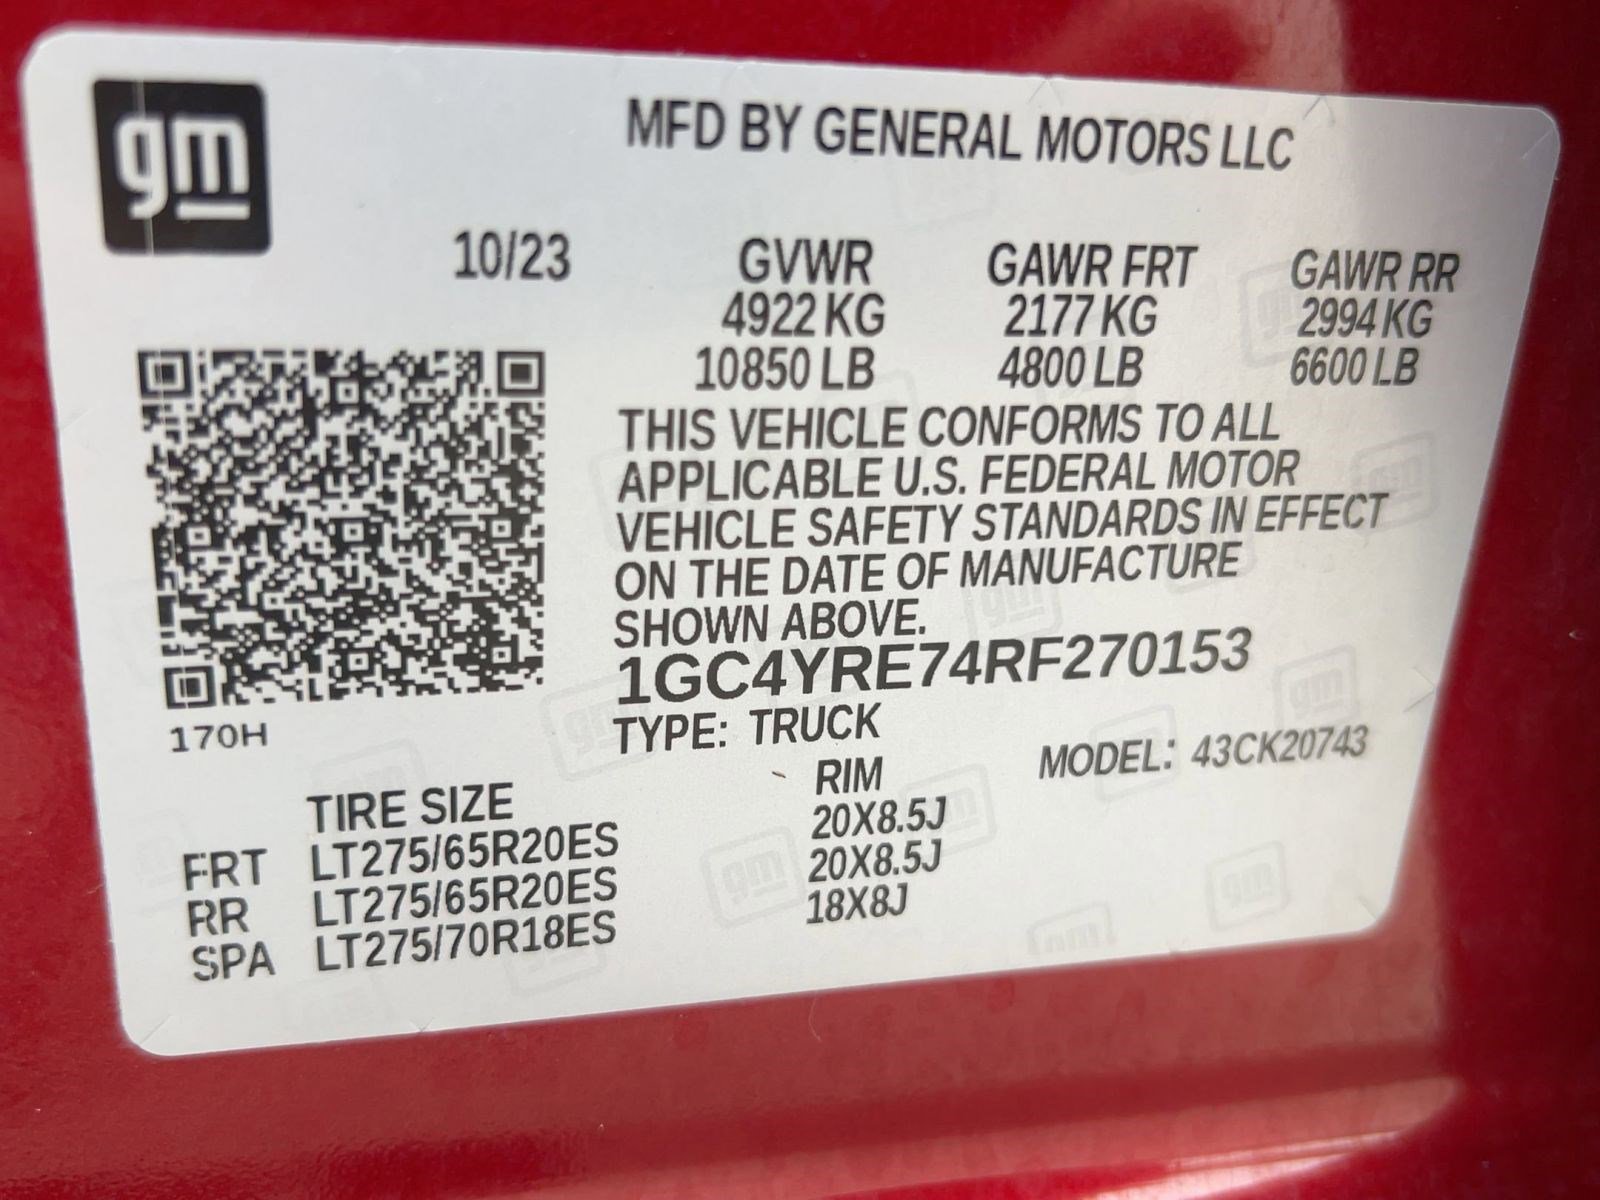 gm
MFD BY GENERAL MOTORS LLC
10/23 GVWR GAWR FRT GAWR RR
4922 KG 2177 KG 2994 KG
10850 LB 4800 LB 6600 LB
THIS VEHICLE CONFORMS TO ALL
APPLICABLE U.S. FEDERAL MOTOR
VEHICLE SAFETY STANDARDS IN EFFECT
ON THE DATE OF MANUFACTURE
SHOWN ABOVE.
1GC4YRE74RF270153
170H
TYPE: TRUCK
MODEL: 43CK20743
TIRE SIZE RIM
FRT LT275/65R20ES 20X8.5J
RR LT275/65R20ES 20X8.5J
SPA LT275/70R18ES 18X8J